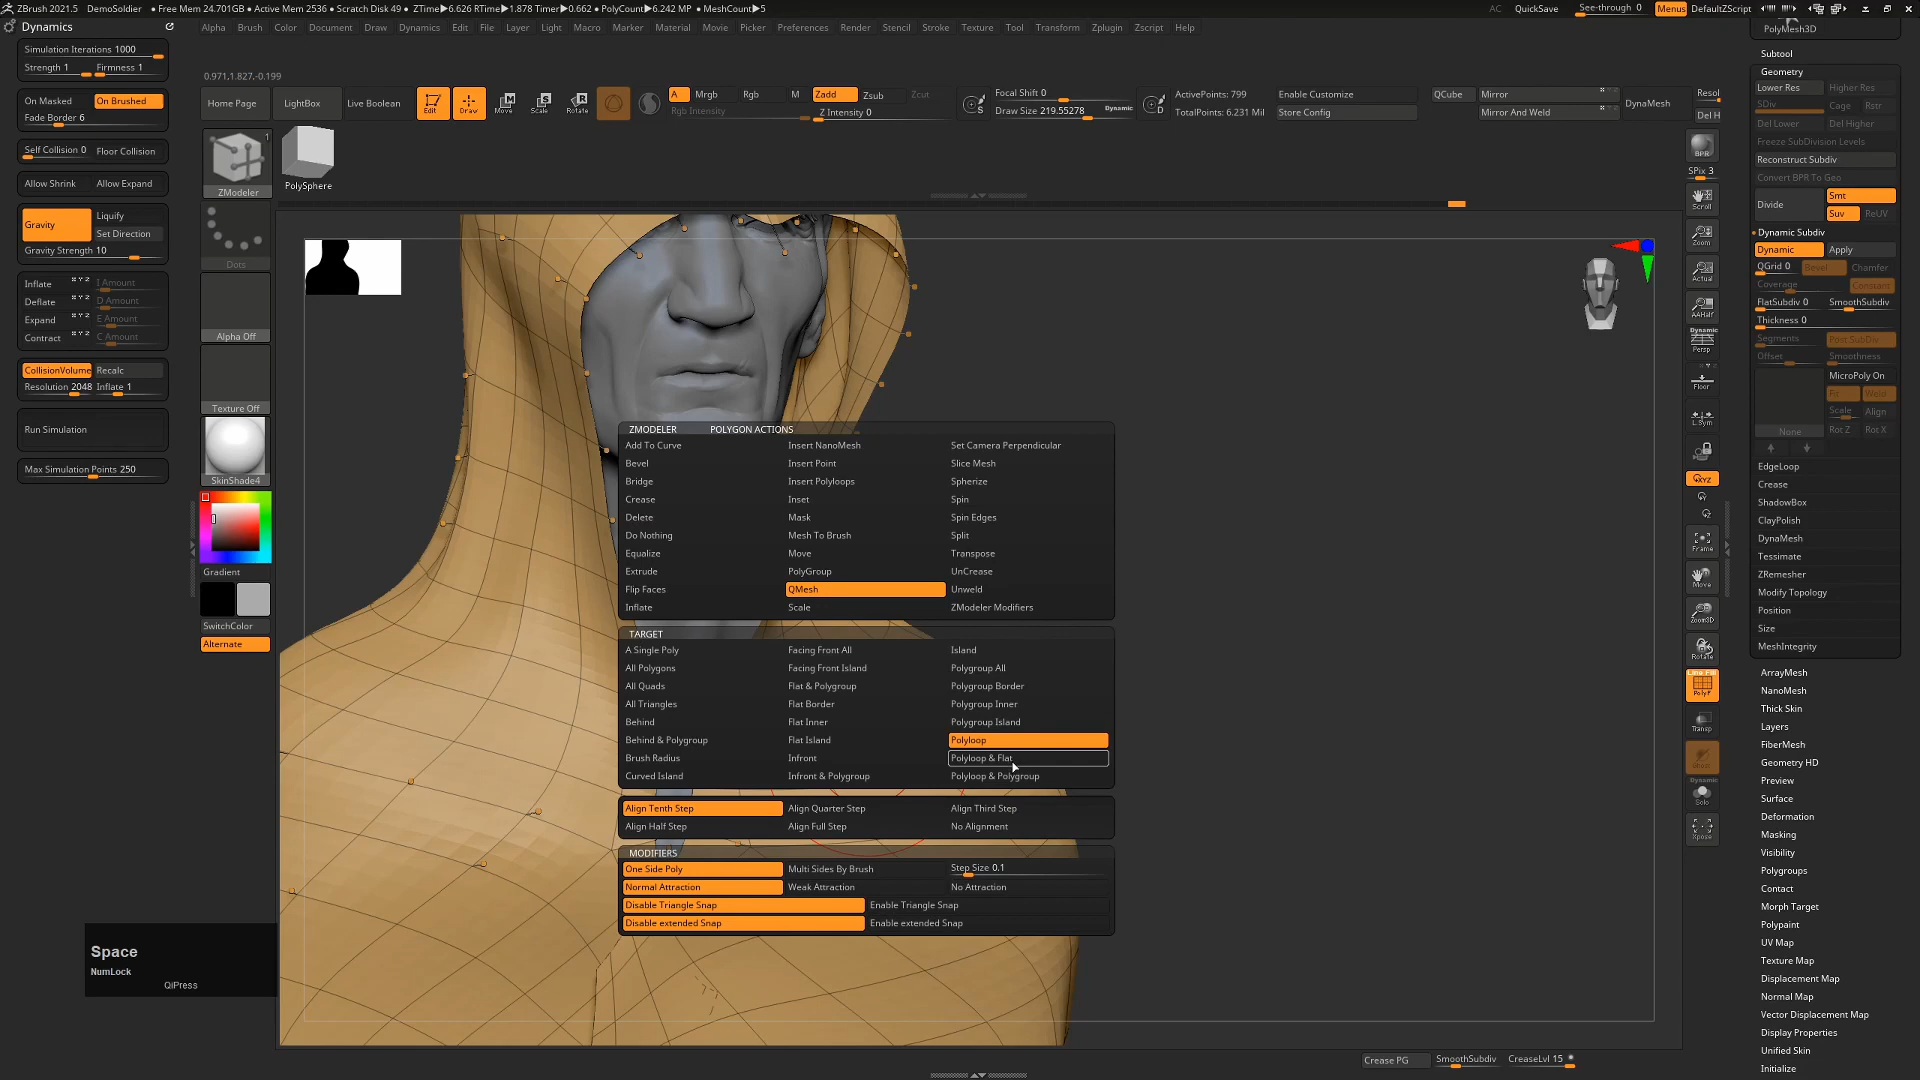 ZBrush 2021.5 DemoSoldier • Free Mem 24.701GB • Active Mem 2536 • Scratch Disk 49 • ZTime▶6.626 RTime▶1.878 Timer▶0.662 • PolyCount▶6.242 MP • MeshCount▶5 AC QuickSave See-through 0 Menus DefaultZScript
Dynamics
Alpha Brush Color Document Draw Dynamics Edit File Layer Light Macro Marker Material Movie Picker Preferences Render Stencil Stroke Texture Tool Transform Zplugin Zscript Help
PolyMesh3D
Simulation Iterations 1000
Strength 1 Firmness 1
On Masked On Brushed
Fade Border 6
Self Collision 0 Floor Collision
Allow Shrink Allow Expand
Gravity Liquify
Set Direction
Gravity Strength 10
Inflate I Amount
Deflate D Amount
Expand E Amount
Contract C Amount
CollisionVolume Recalc
Resolution 2048 Inflate 1
Run Simulation
Max Simulation Points 250
0.971,1.827,-0.199
Home Page LightBox Live Boolean Edit Draw Move Scale Rotate
A Mrgb Rgb M Zadd Zsub Zcut
Rgb Intensity Z Intensity 0
Focal Shift 0
Draw Size 219.55278 Dynamic
ActivePoints: 799
TotalPoints: 6.231 Mil
Enable Customize
Store Config
QCube Mirror
Mirror And Weld
DynaMesh Resol
1
ZModeler
PolySphere
Dots
Alpha Off
Texture Off
SkinShade4
Gradient
SwitchColor
Alternate
ZMODELER POLYGON ACTIONS
Add To Curve Insert NanoMesh Set Camera Perpendicular
Bevel Insert Point Slice Mesh
Bridge Insert Polyloops Spherize
Crease Inset Spin
Delete Mask Spin Edges
Do Nothing Mesh To Brush Split
Equalize Move Transpose
Extrude PolyGroup UnCrease
Flip Faces QMesh Unweld
Inflate Scale ZModeler Modifiers
TARGET
A Single Poly Facing Front All Island
All Polygons Facing Front Island Polygroup All
All Quads Flat & Polygroup Polygroup Border
All Triangles Flat Border Polygroup Inner
Behind Flat Inner Polygroup Island
Behind & Polygroup Flat Island Polyloop
Brush Radius Infront Polyloop & Flat
Curved Island Infront & Polygroup Polyloop & Polygroup
Align Tenth Step Align Quarter Step Align Third Step
Align Half Step Align Full Step No Alignment
MODIFIERS
One Side Poly Multi Sides By Brush Step Size 0.1
Normal Attraction Weak Attraction No Attraction
Disable Triangle Snap Enable Triangle Snap
Disable extended Snap Enable extended Snap
Space
NumLock
QiPress
BPR
SPix 3
Scroll
Zoom
Actual
AAHalf
Dynamic
Persp
Floor
L.Sym
XYZ
Frame
Move
Zoom3D
Rotate
Line Fill
PolyF
Transp
Ghost
Dynamic
Solo
Xpose
Subtool
Geometry
Lower Res Higher Res
SDiv Cage Rstr
Del Lower Del Higher
Freeze SubDivision Levels
Reconstruct Subdiv
Convert BPR To Geo
Divide Smt
Suv ReUV
Dynamic Subdiv
Dynamic Apply
QGrid 0 Bevel Chamfer
Coverage Constant
FlatSubdiv 0 SmoothSubdiv
Thickness 0
Segments Post SubDiv
Offset Smoothness
MicroPoly On
Fit Weld
Scale Align
None Rot Z Rot X
EdgeLoop
Crease
ShadowBox
ClayPolish
DynaMesh
Tessimate
ZRemesher
Modify Topology
Position
Size
MeshIntegrity
ArrayMesh
NanoMesh
Thick Skin
Layers
FiberMesh
Geometry HD
Preview
Surface
Deformation
Masking
Visibility
Polygroups
Contact
Morph Target
Polypaint
UV Map
Texture Map
Displacement Map
Normal Map
Vector Displacement Map
Display Properties
Unified Skin
Initialize
Crease PG SmoothSubdiv CreaseLvl 15